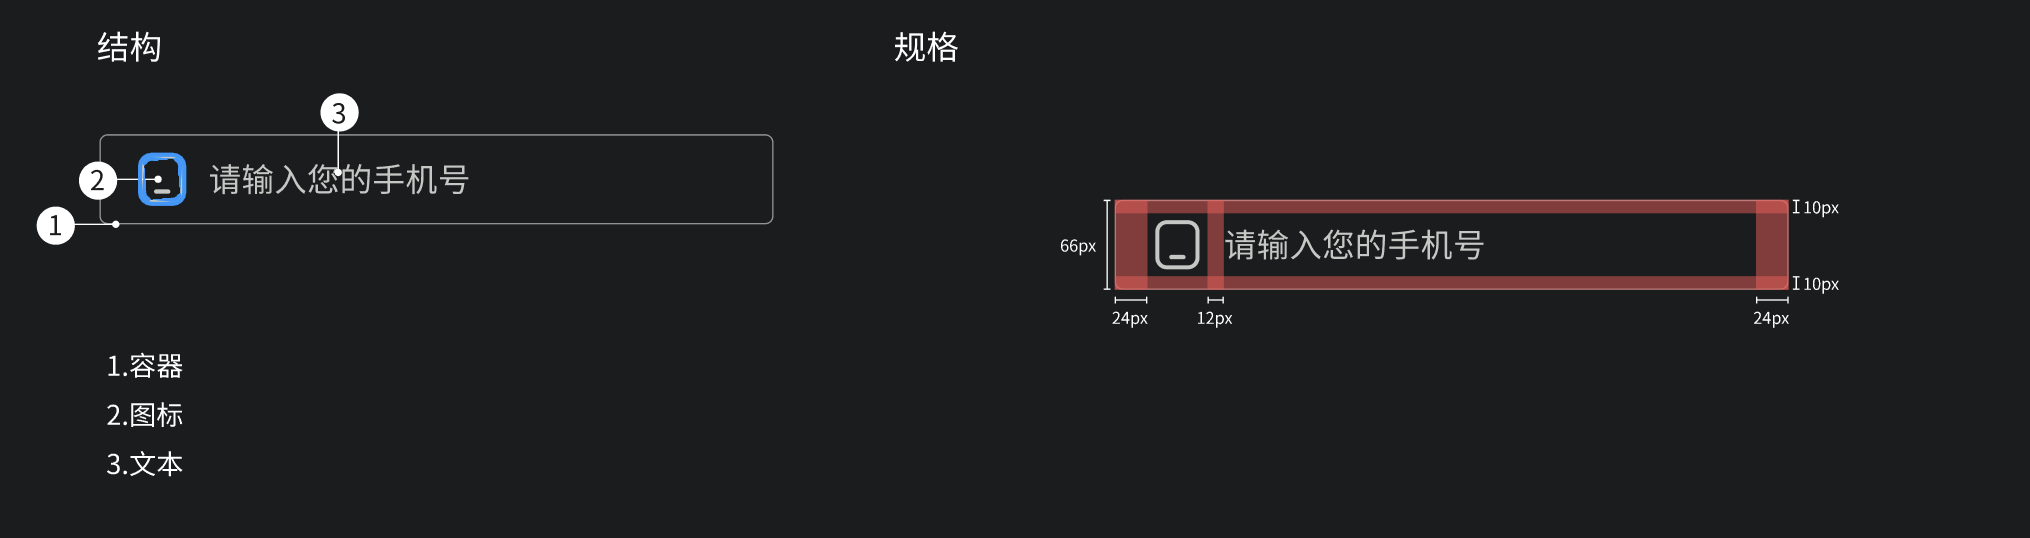 结构
3
2
请输入您的手机号
1
1.容器
2.图标
3.文本
规格
10px
66px
请输入您的手机号
10px
24px
12px
24px